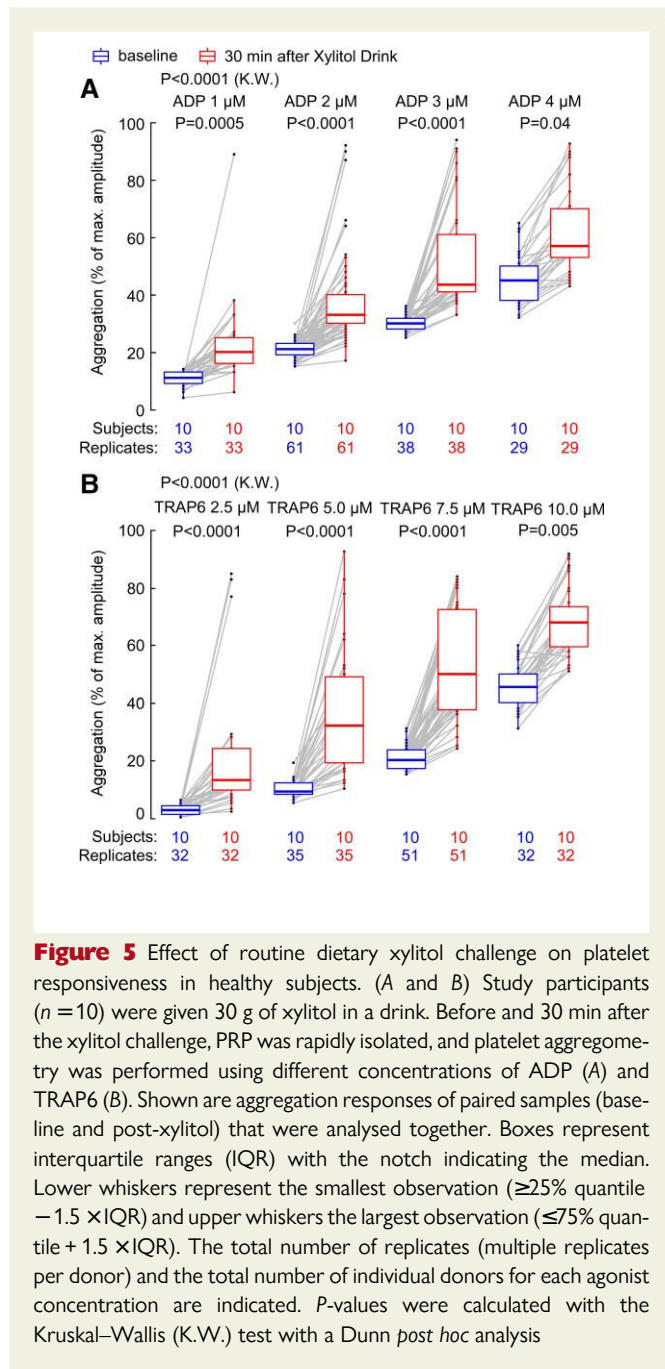 baseline 30 min after Xylitol Drink
P<0.0001 (K.W.)
A
ADP 1 µM ADP 2 µM ADP 3 µM ADP 4 µM
P=0.0005 P<0.0001 P<0.0001 P=0.04
Aggregation (% of max. amplitude)
100
80
60
40
20
0
Subjects: 10 10 10 10 10 10 10 10
Replicates: 33 33 61 61 38 38 29 29
B
P<0.0001 (K.W.)
TRAP6 2.5 µM TRAP6 5.0 µM TRAP6 7.5 µM TRAP6 10.0 µM
P<0.0001 P<0.0001 P<0.0001 P=0.005
Aggregation (% of max. amplitude)
100
80
60
40
20
0
Subjects: 10 10 10 10 10 10 10 10
Replicates: 32 32 35 35 51 51 32 32
Figure 5 Effect of routine dietary xylitol challenge on platelet
responsiveness in healthy subjects. (A and B) Study participants
(n = 10) were given 30 g of xylitol in a drink. Before and 30 min after
the xylitol challenge, PRP was rapidly isolated, and platelet aggregome-
try was performed using different concentrations of ADP (A) and
TRAP6 (B). Shown are aggregation responses of paired samples (base-
line and post-xylitol) that were analysed together. Boxes represent
interquartile ranges (IQR) with the notch indicating the median.
Lower whiskers represent the smallest observation (≥25% quantile
− 1.5 × IQR) and upper whiskers the largest observation (≤75% quan-
tile + 1.5 × IQR). The total number of replicates (multiple replicates
per donor) and the total number of individual donors for each agonist
concentration are indicated. P-values were calculated with the
Kruskal–Wallis (K.W.) test with a Dunn post hoc analysis